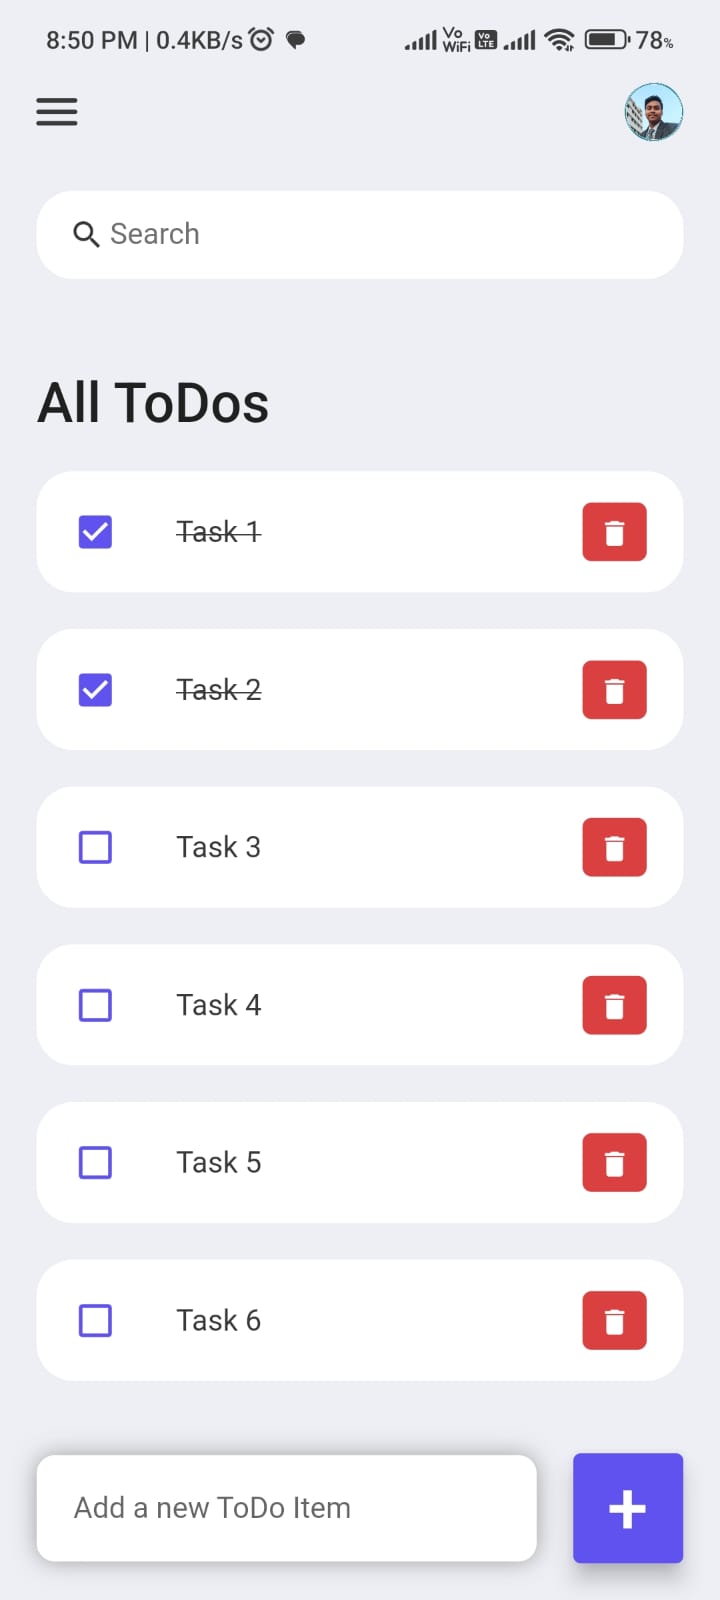 8:50 PM | 0.4KB/s Vo WiFi Vo LTE 78%
Search
All ToDos
Task 1
Task 2
Task 3
Task 4
Task 5
Task 6
Add a new ToDo Item